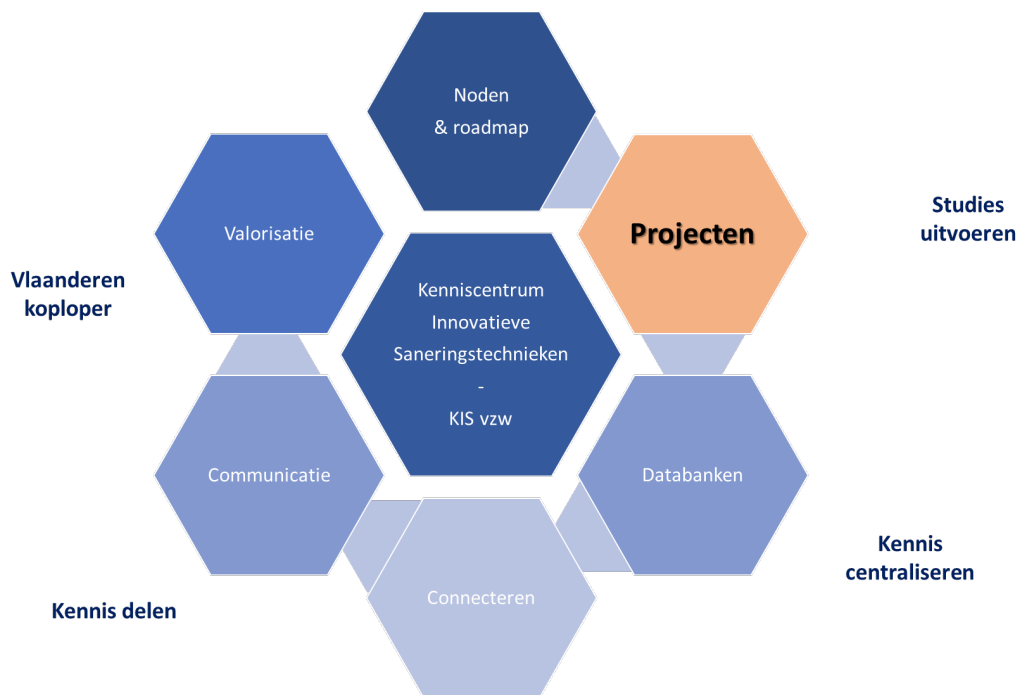 Noden
& roadmap
Projecten
Studies
uitvoeren
Valorisatie
Vlaanderen
koploper
Kenniscentrum
Innovatieve
Saneringstechnieken
-
KIS vzw
Communicatie
Databanken
Kennis
centraliseren
Connecteren
Kennis delen